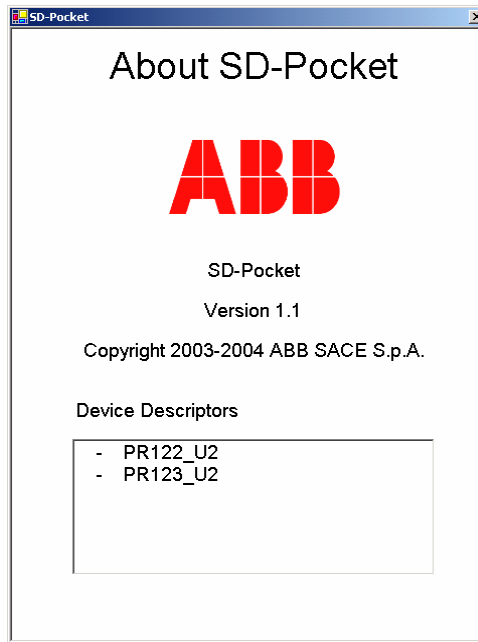 SD-Pocket
About SD-Pocket
ABB
SD-Pocket
Version 1.1
Copyright 2003-2004 ABB SACE S.p.A.
Device Descriptors
- PR122_U2
- PR123_U2